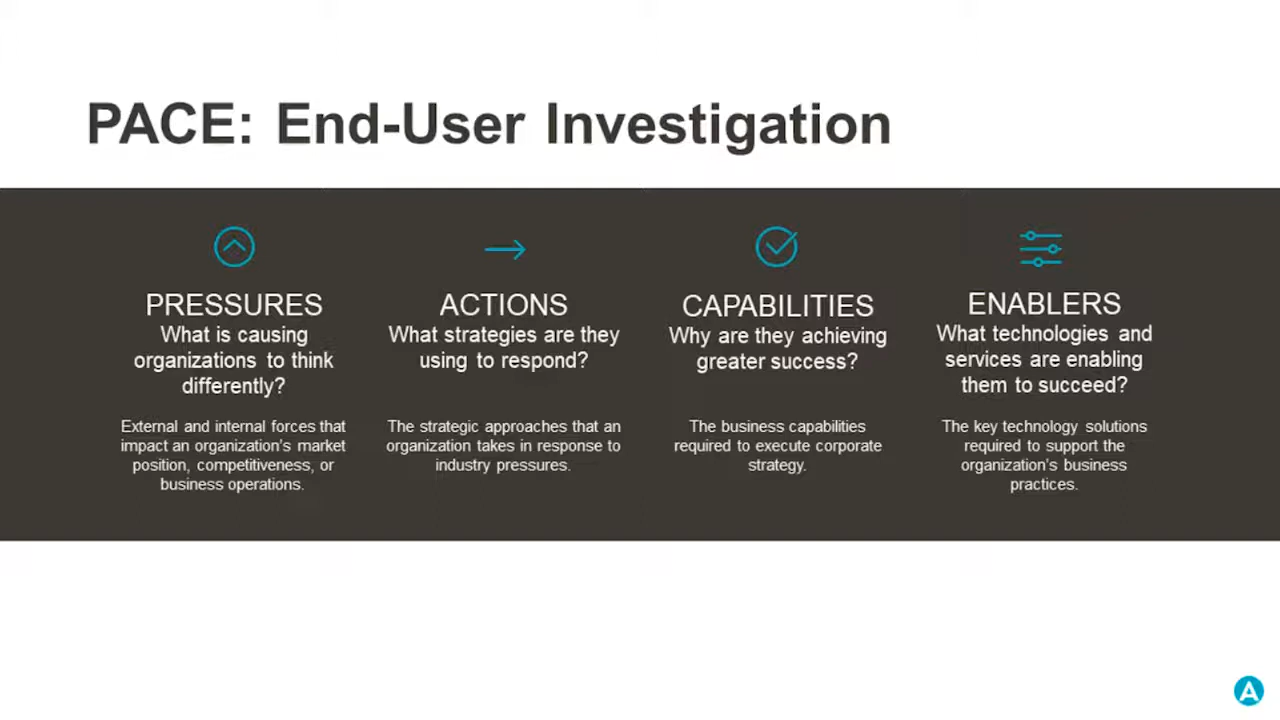 PACE: End-User Investigation
PRESSURES
What is causing
organizations to think
differently?
External and internal forces that
impact an organization's market
position, competitiveness, or
business operations.
ACTIONS
What strategies are they
using to respond?
The strategic approaches that an
organization takes in response to
industry pressures.
CAPABILITIES
Why are they achieving
greater success?
The business capabilities
required to execute corporate
strategy.
ENABLERS
What technologies and
services are enabling
them to succeed?
The key technology solutions
required to support the
organization's business
practices.
A